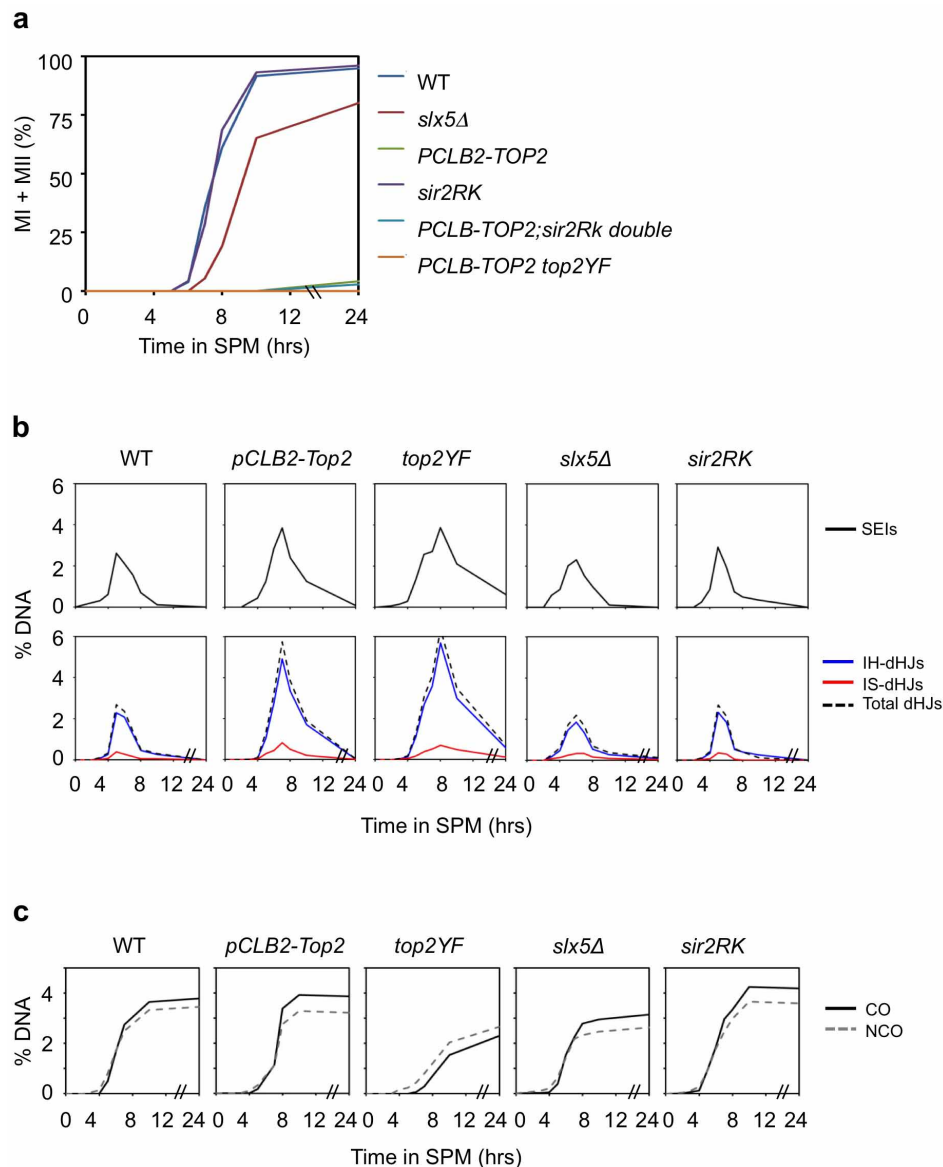 a
100
75
50
25
0
MI + MII (%)
0 4 8 12 24
Time in SPM (hrs)
WT
slx5Δ
PCLB2-TOP2
sir2RK
PCLB-TOP2;sir2Rk double
PCLB-TOP2 top2YF
b
WT pCLB2-Top2 top2YF slx5Δ sir2RK
6
4
2
0
SEIs
% DNA
6
4
2
0
IH-dHJs
IS-dHJs
Total dHJs
0 4 8 12 24 0 4 8 12 24 0 4 8 12 24 0 4 8 12 24 0 4 8 12 24
Time in SPM (hrs)
c
WT pCLB2-Top2 top2YF slx5Δ sir2RK
4
2
0
% DNA
CO
NCO
0 4 8 12 24 0 4 8 12 24 0 4 8 12 24 0 4 8 12 24 0 4 8 12 24
Time in SPM (hrs)